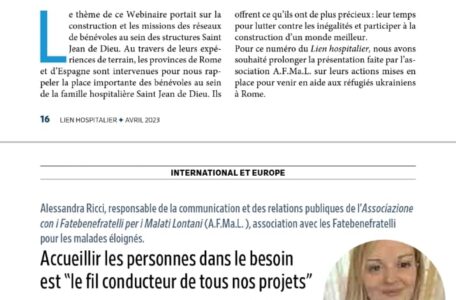 Le thème de ce Webinaire portait sur la
construction et les missions des réseaux
de bénévoles au sein des structures Saint
Jean de Dieu. Au travers de leurs expé-
riences de terrain, les provinces de Rome
et d'Espagne sont intervenues pour nous rap-
peler la place importante des bénévoles au sein
de la famille hospitalière Saint Jean de Dieu. Ils
offrent ce qu'ils ont de plus précieux : leur temps
pour lutter contre les inégalités et participer à la
construction d'un monde meilleur.
Pour ce numéro du Lien hospitalier, nous avons
souhaité prolonger la présentation faite par l'as-
sociation A.F.Ma.L. sur leurs actions mises en
place pour venir en aide aux réfugiés ukrainiens
à Rome.
16 LIEN HOSPITALIER ✦ AVRIL 2023
INTERNATIONAL ET EUROPE
Alessandra Ricci, responsable de la communication et des relations publiques de l'Associazione
con i Fatebenefratelli per i Malati Lontani (A.F.Ma.L. ), association avec les Fatebenefratelli
pour les malades éloignés.
Accueillir les personnes dans le besoin
est "le fil conducteur de tous nos projets"